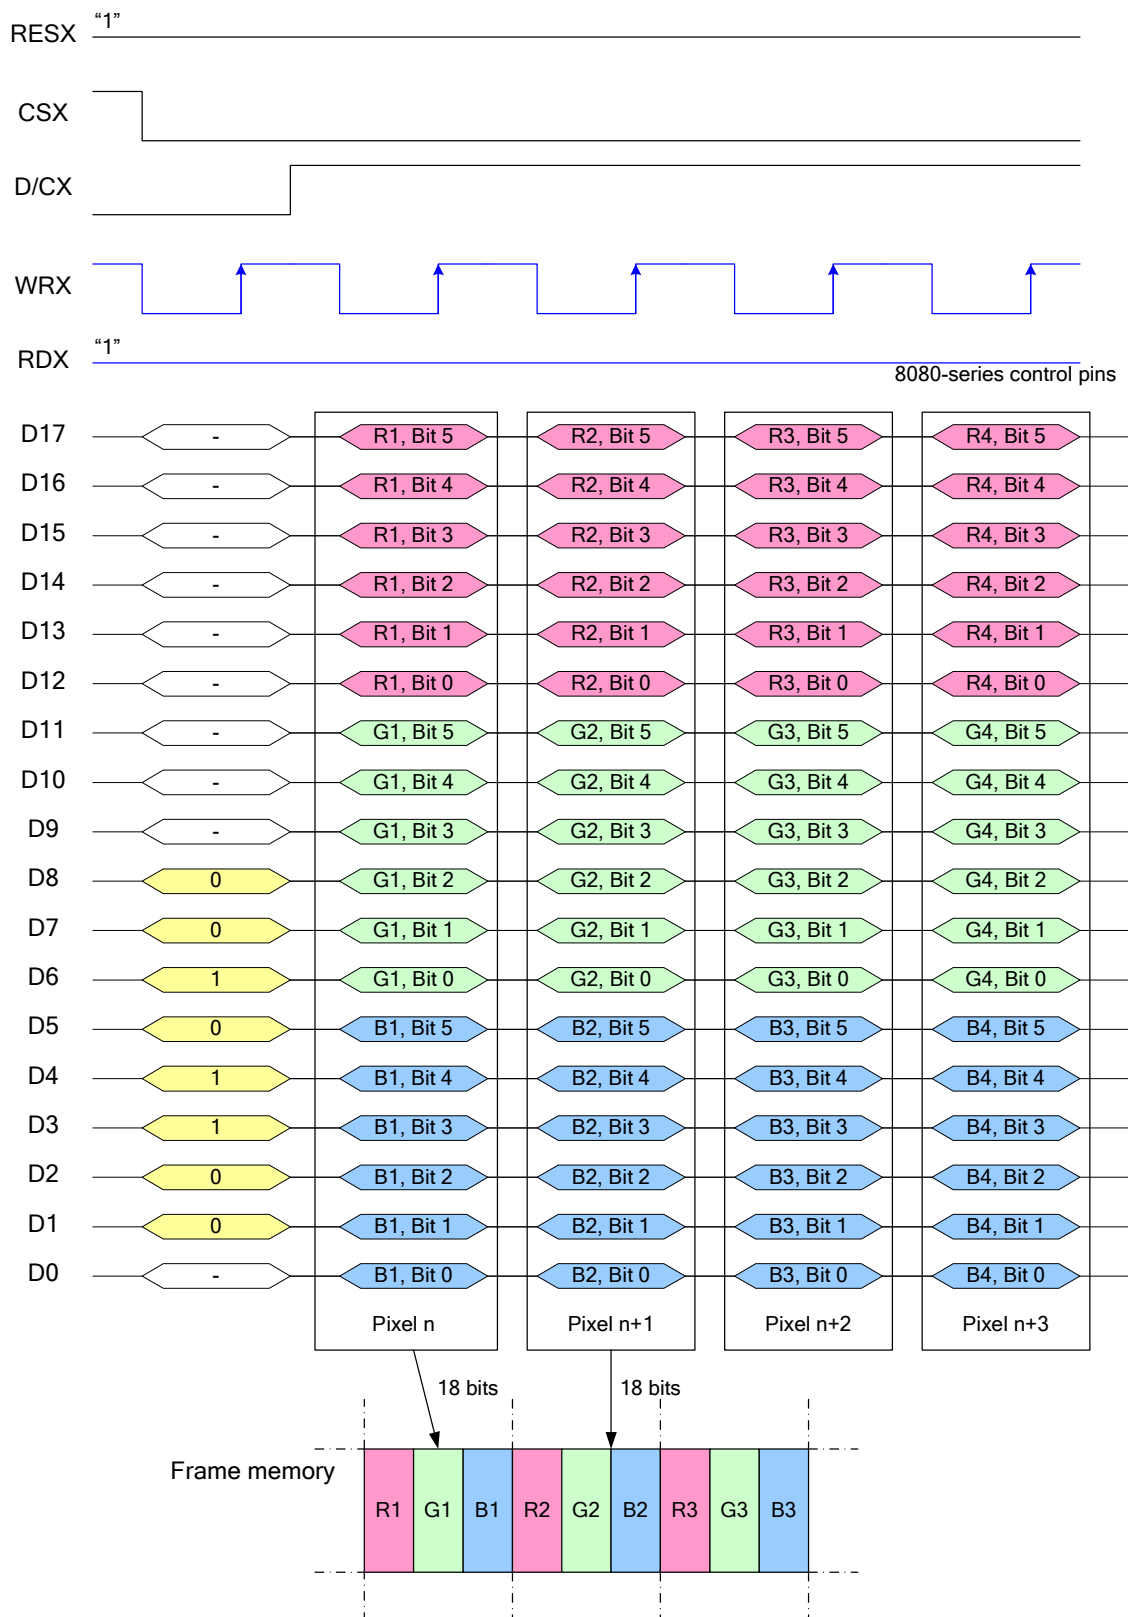 RESX “1”
CSX
D/CX
WRX
RDX “1”
8080-series control pins
D17 - R1, Bit 5 R2, Bit 5 R3, Bit 5 R4, Bit 5
D16 - R1, Bit 4 R2, Bit 4 R3, Bit 4 R4, Bit 4
D15 - R1, Bit 3 R2, Bit 3 R3, Bit 3 R4, Bit 3
D14 - R1, Bit 2 R2, Bit 2 R3, Bit 2 R4, Bit 2
D13 - R1, Bit 1 R2, Bit 1 R3, Bit 1 R4, Bit 1
D12 - R1, Bit 0 R2, Bit 0 R3, Bit 0 R4, Bit 0
D11 - G1, Bit 5 G2, Bit 5 G3, Bit 5 G4, Bit 5
D10 - G1, Bit 4 G2, Bit 4 G3, Bit 4 G4, Bit 4
D9 - G1, Bit 3 G2, Bit 3 G3, Bit 3 G4, Bit 3
D8 0 G1, Bit 2 G2, Bit 2 G3, Bit 2 G4, Bit 2
D7 0 G1, Bit 1 G2, Bit 1 G3, Bit 1 G4, Bit 1
D6 1 G1, Bit 0 G2, Bit 0 G3, Bit 0 G4, Bit 0
D5 0 B1, Bit 5 B2, Bit 5 B3, Bit 5 B4, Bit 5
D4 1 B1, Bit 4 B2, Bit 4 B3, Bit 4 B4, Bit 4
D3 1 B1, Bit 3 B2, Bit 3 B3, Bit 3 B4, Bit 3
D2 0 B1, Bit 2 B2, Bit 2 B3, Bit 2 B4, Bit 2
D1 0 B1, Bit 1 B2, Bit 1 B3, Bit 1 B4, Bit 1
D0 - B1, Bit 0 B2, Bit 0 B3, Bit 0 B4, Bit 0
Pixel n Pixel n+1 Pixel n+2 Pixel n+3
18 bits 18 bits
Frame memory
R1 G1 B1 R2 G2 B2 R3 G3 B3